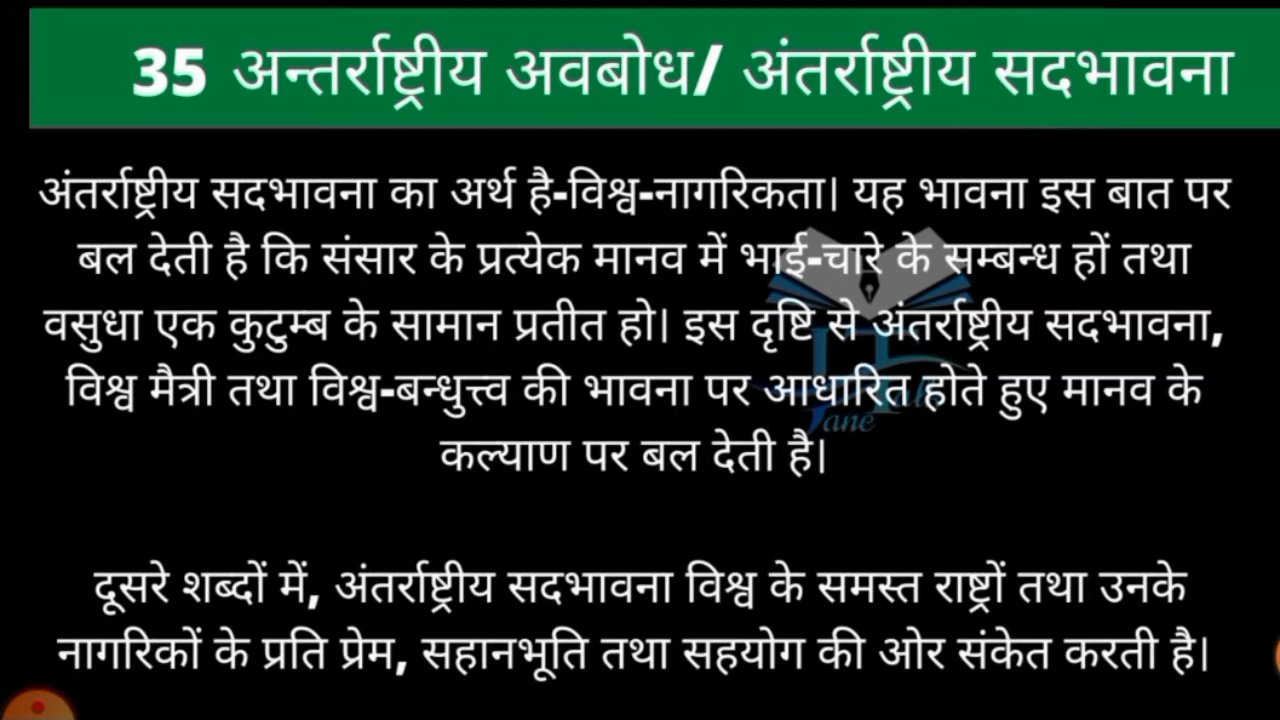 35 अन्तर्राष्ट्रीय अवबोध/ अंतर्राष्ट्रीय सदभावना
अंतर्राष्ट्रीय सदभावना का अर्थ है-विश्व-नागरिकता। यह भावना इस बात पर
बल देती है कि संसार के प्रत्येक मानव में भाई-चारे के सम्बन्ध हों तथा
वसुधा एक कुटुम्ब के सामान प्रतीत हो। इस दृष्टि से अंतर्राष्ट्रीय सदभावना,
विश्व मैत्री तथा विश्व-बन्धुत्त्व की भावना पर आधारित होते हुए मानव के
कल्याण पर बल देती है।
दूसरे शब्दों में, अंतर्राष्ट्रीय सदभावना विश्व के समस्त राष्ट्रों तथा उनके
नागरिकों के प्रति प्रेम, सहानभूति तथा सहयोग की ओर संकेत करती है।